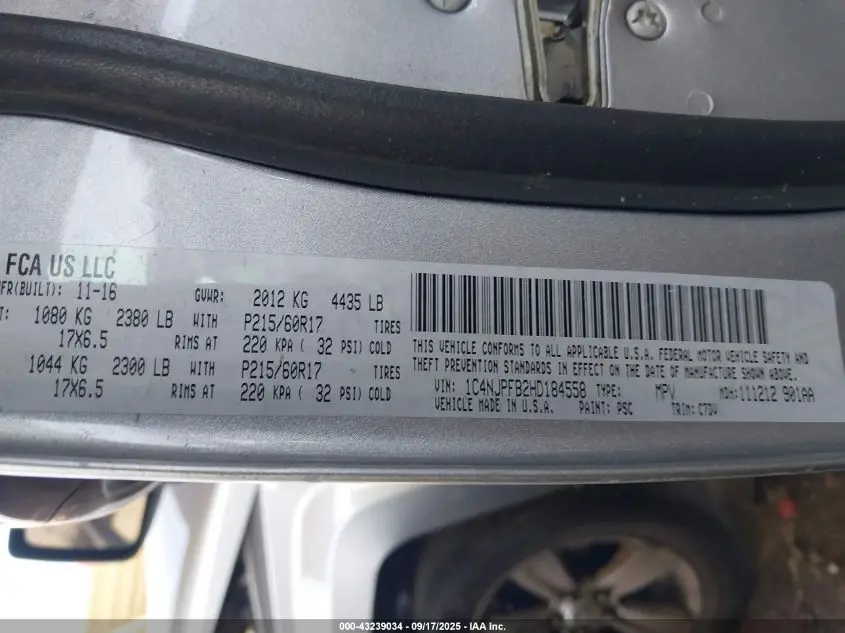 FCA US LLC
FR(BUILT): 11-16 GVWR: 2012 KG 4435 LB
T: 1080 KG 2380 LB WITH P215/60R17 TIRES
17X6.5 RIMS AT 220 KPA ( 32 PSI) COLD
1044 KG 2300 LB WITH P215/60R17 TIRES
17X6.5 RIMS AT 220 KPA ( 32 PSI) COLD
THIS VEHICLE CONFORMS TO ALL APPLICABLE U.S.A. FEDERAL MOTOR VEHICLE SAFETY AND
THEFT PREVENTION STANDARDS IN EFFECT ON THE DATE OF MANUFACTURE SHOWN ABOVE.
VIN: 1C4NJPFB2HD184558 TYPE: MPV MDH:111212 901AA
VEHICLE MADE IN U.S.A. PAINT: PSC TRIM: C7DV
000-43239034 - 09/17/2025 - IAA Inc.